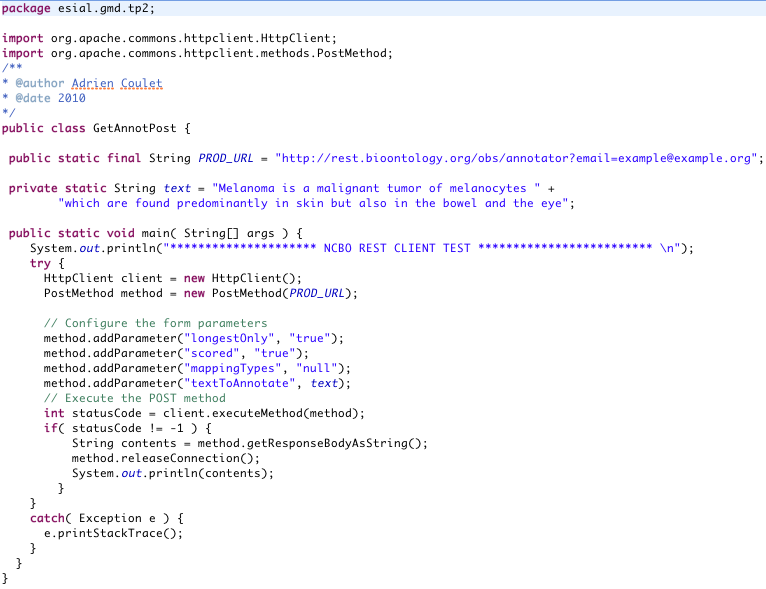 package esial.gmd.tp2;
import org.apache.commons.httpclient.HttpClient;
import org.apache.commons.httpclient.methods.PostMethod;
/**
* @author Adrien Coulet
* @date 2010
*/
public class GetAnnotPost {
public static final String PROD_URL = "http://rest.bioontology.org/obs/annotator?email=example@example.org";
private static String text = "Melanoma is a malignant tumor of melanocytes " +
"which are found predominantly in skin but also in the bowel and the eye";
public static void main( String[] args ) {
System.out.println("********************* NCBO REST CLIENT TEST ************************* \n");
try {
HttpClient client = new HttpClient();
PostMethod method = new PostMethod(PROD_URL);
// Configure the form parameters
method.addParameter("longestOnly", "true");
method.addParameter("scored", "true");
method.addParameter("mappingTypes", "null");
method.addParameter("textToAnnotate", text);
// Execute the POST method
int statusCode = client.executeMethod(method);
if( statusCode != -1 ) {
String contents = method.getResponseBodyAsString();
method.releaseConnection();
System.out.println(contents);
}
}
catch( Exception e ) {
e.printStackTrace();
}
}
}